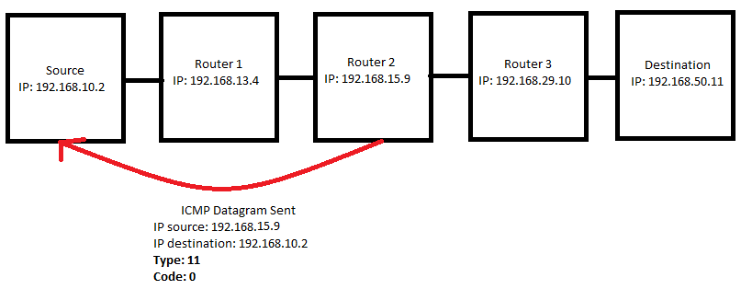 Source
IP: 192.168.10.2
Router 1
IP: 192.168.13.4
Router 2
IP: 192.168.15.9
Router 3
IP: 192.168.29.10
Destination
IP: 192.168.50.11
ICMP Datagram Sent
IP source: 192.168.15.9
IP destination: 192.168.10.2
Type: 11
Code: 0